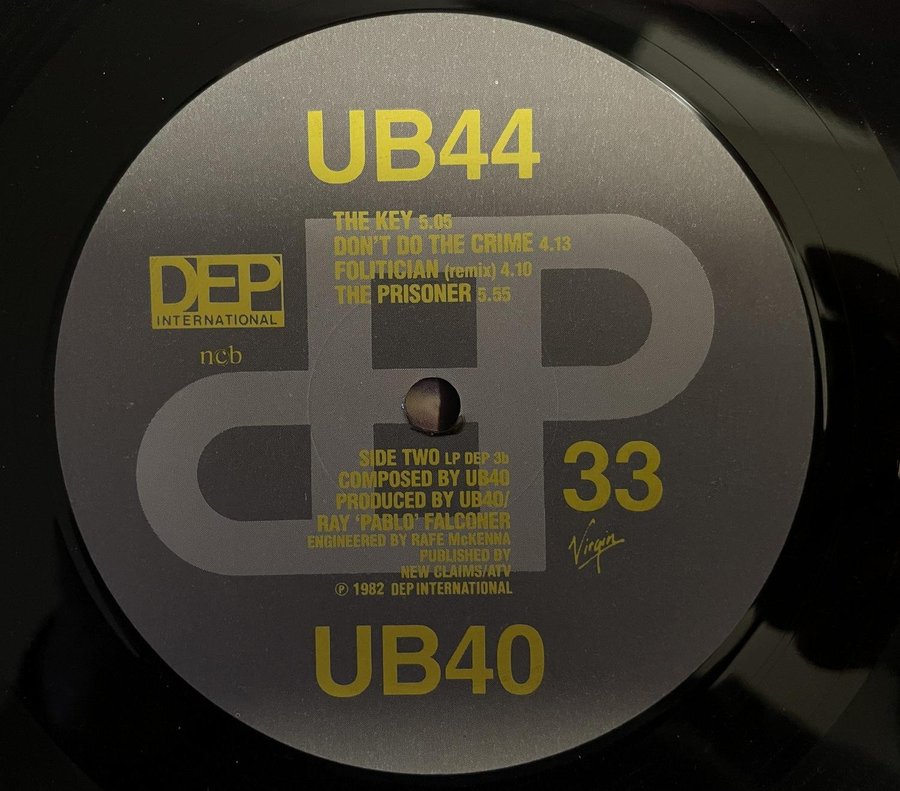 UB44
THE KEY 5.05
DON'T DO THE CRIME 4.13
FOLITICIAN (remix) 4.10
THE PRISONER 5.55
DEP
INTERNATIONAL
ncb
SIDE TWO LP DEP 3b
COMPOSED BY UB40
PRODUCED BY UB40/
RAY 'PABLO' FALCONER
ENGINEERED BY RAFE McKENNA
PUBLISHED BY
NEW CLAIMS/ATV
℗ 1982 DEP INTERNATIONAL
33
Virgin
UB40